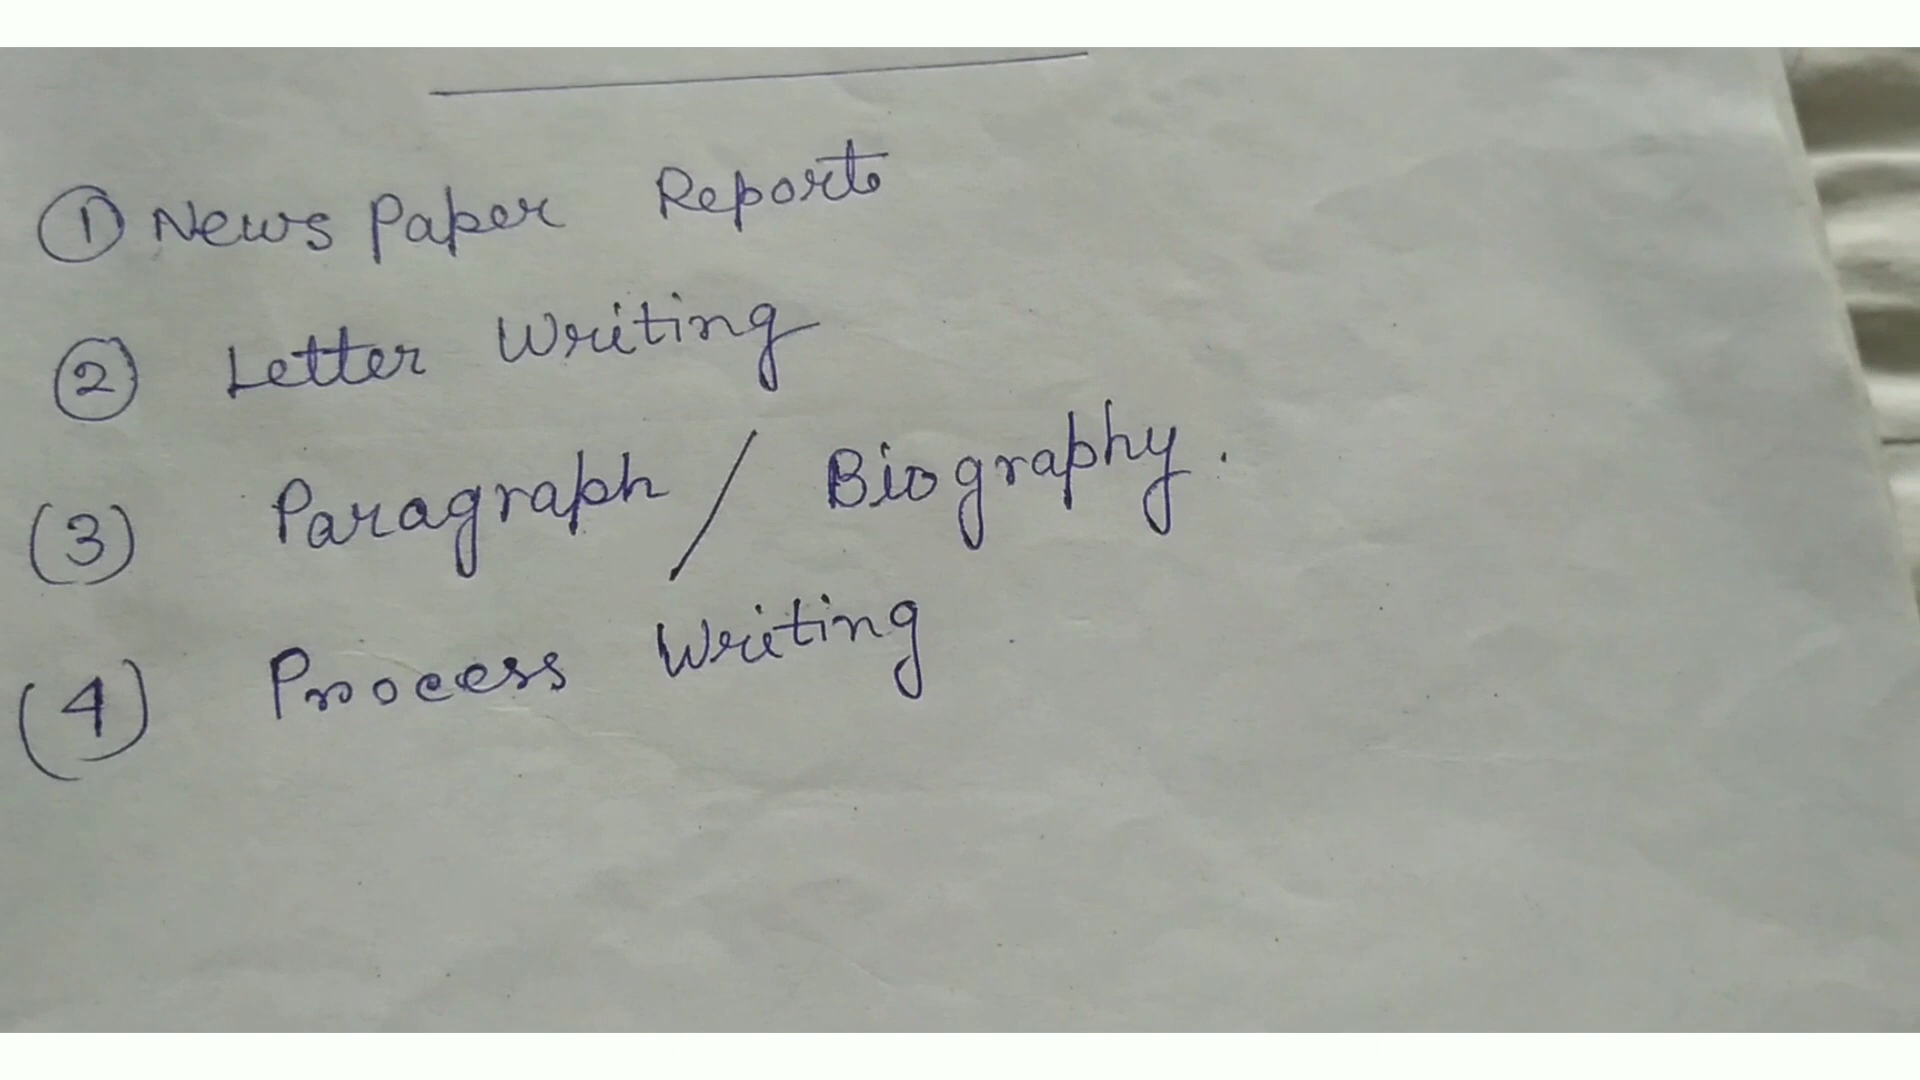 ① News Paper Reports
② Letter Writing
(3) Paragraph / Biography.
(4) Process Writing